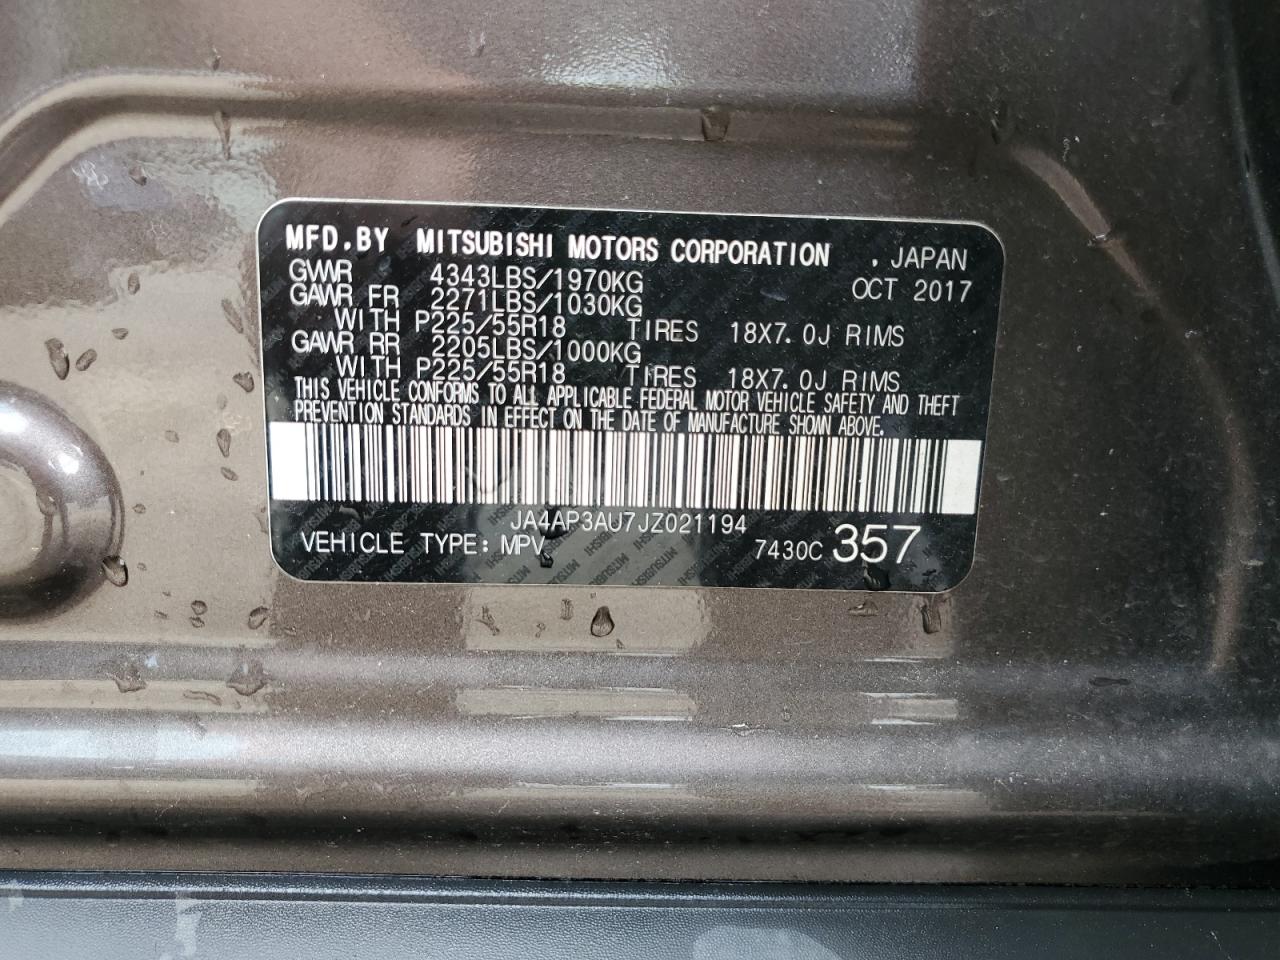 MFD.BY MITSUBISHI MOTORS CORPORATION , JAPAN
GVWR 4343LBS/1970KG OCT 2017
GAWR FR 2271LBS/1030KG
WITH P225/55R18 TIRES 18X7.0J RIMS
GAWR RR 2205LBS/1000KG
WITH P225/55R18 TIRES 18X7.0J RIMS
THIS VEHICLE CONFORMS TO ALL APPLICABLE FEDERAL MOTOR VEHICLE SAFETY AND THEFT
PREVENTION STANDARDS IN EFFECT ON THE DATE OF MANUFACTURE SHOWN ABOVE.
JA4AP3AU7JZ021194
VEHICLE TYPE: MPV 7430C 357